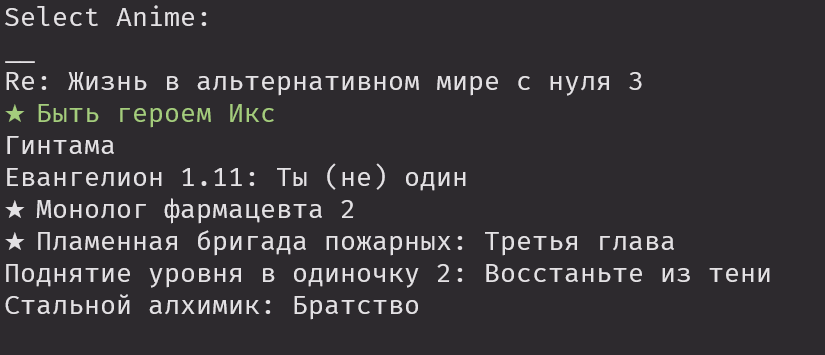 Select Anime:
__
Re: Жизнь в альтернативном мире с нуля 3
★ Быть героем Икс
Гинтама
Евангелион 1.11: Ты (не) один
★ Монолог фармацевта 2
★ Пламенная бригада пожарных: Третья глава
Поднятие уровня в одиночку 2: Восстаньте из тени
Стальной алхимик: Братство